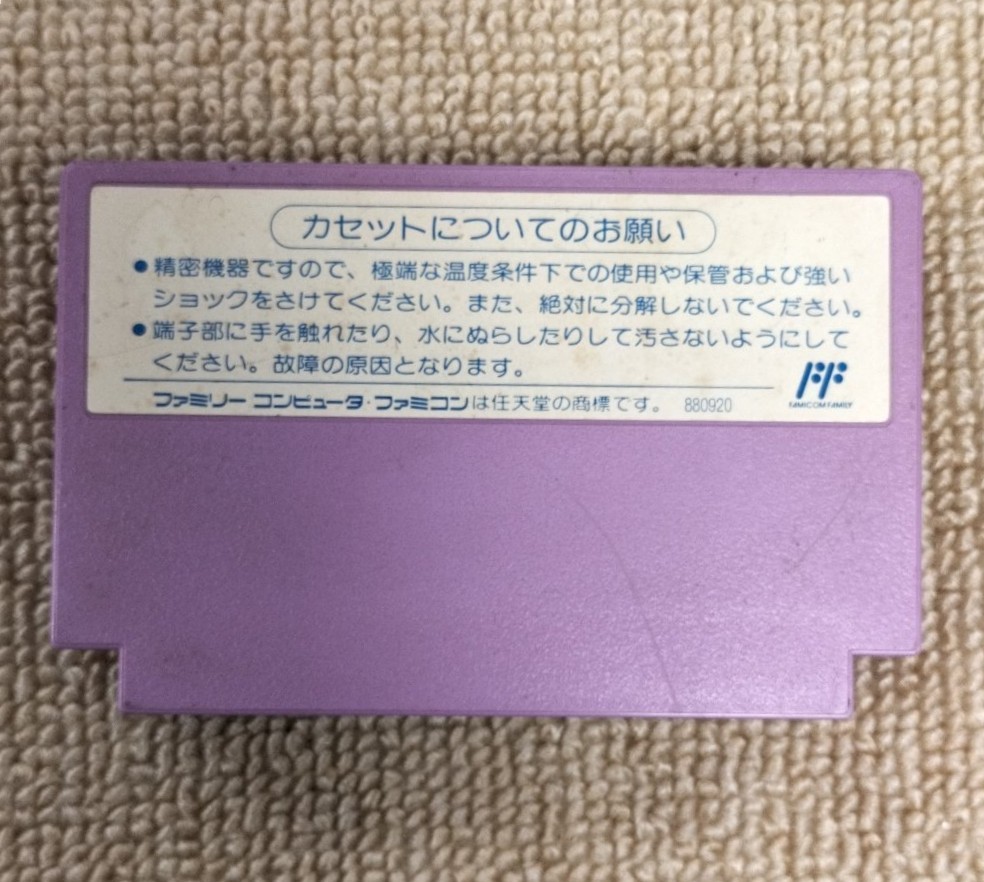 カセットについてのお願い
●精密機器ですので、極端な温度条件下での使用や保管および強い
ショックをさけてください。また、絶対に分解しないでください。
●端子部に手を触れたり、水にぬらしたりして汚さないようにして
ください。故障の原因となります。
FF
FAMICOM FAMILY
ファミリー コンピュータ・ファミコンは任天堂の商標です。 880920